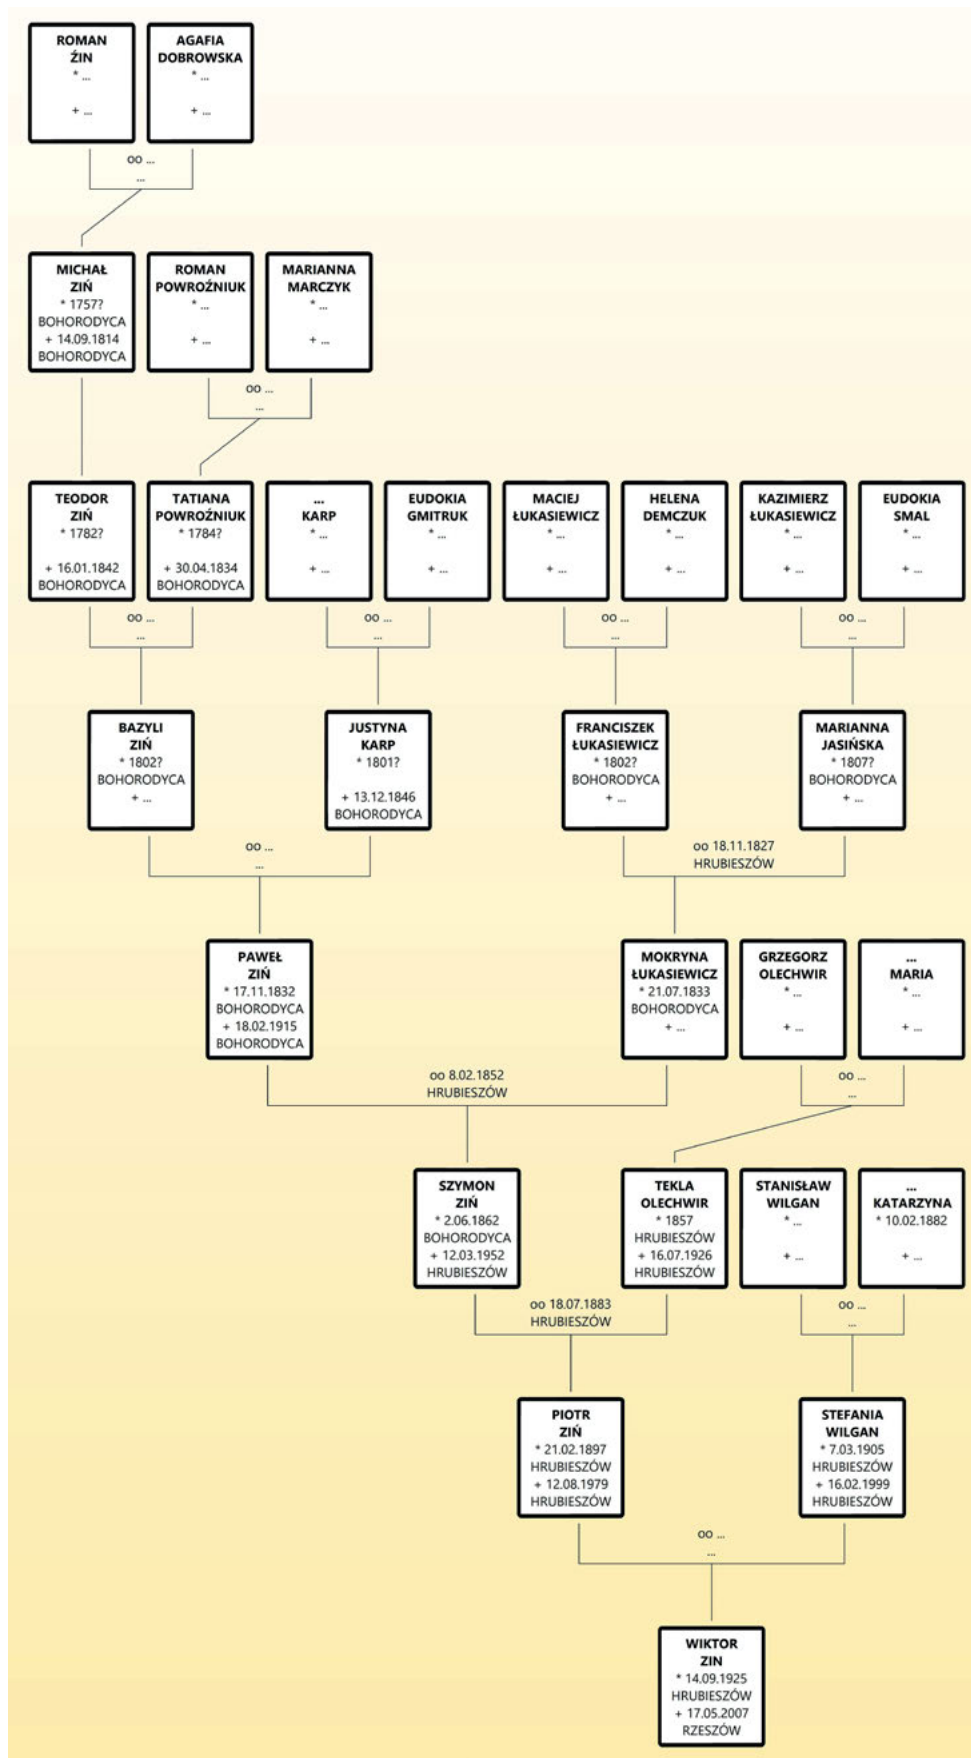 ROMAN
ŹIN
* ...
+ ...
AGAFIA
DOBROWSKA
* ...
+ ...
oo ...
...
MICHAŁ
ZIŃ
* 1757?
BOHORODYCA
+ 14.09.1814
BOHORODYCA
ROMAN
POWROŹNIUK
* ...
+ ...
MARIANNA
MARCZYK
* ...
+ ...
oo ...
...
TEODOR
ZIŃ
* 1782?
+ 16.01.1842
BOHORODYCA
TATIANA
POWROŹNIUK
* 1784?
+ 30.04.1834
BOHORODYCA
...
KARP
* ...
+ ...
EUDOKIA
GMITRUK
* ...
+ ...
MACIEJ
ŁUKASIEWICZ
* ...
+ ...
HELENA
DEMCZUK
* ...
+ ...
KAZIMIERZ
ŁUKASIEWICZ
* ...
+ ...
EUDOKIA
SMAL
* ...
+ ...
oo ...
...
oo ...
...
oo ...
...
oo ...
...
BAZYLI
ZIŃ
* 1802?
BOHORODYCA
+ ...
JUSTYNA
KARP
* 1801?
+ 13.12.1846
BOHORODYCA
FRANCISZEK
ŁUKASIEWICZ
* 1802?
BOHORODYCA
+ ...
MARIANNA
JASIŃSKA
* 1807?
BOHORODYCA
+ ...
oo ...
...
oo 18.11.1827
HRUBIESZÓW
PAWEŁ
ZIŃ
* 17.11.1832
BOHORODYCA
+ 18.02.1915
BOHORODYCA
MOKRYNA
ŁUKASIEWICZ
* 21.07.1833
BOHORODYCA
+ ...
GRZEGORZ
OLECHWIR
* ...
+ ...
...
MARIA
* ...
+ ...
oo 8.02.1852
HRUBIESZÓW
oo ...
...
SZYMON
ZIŃ
* 2.06.1862
BOHORODYCA
+ 12.03.1952
HRUBIESZÓW
TEKLA
OLECHWIR
* 1857
HRUBIESZÓW
+ 16.07.1926
HRUBIESZÓW
STANISŁAW
WILGAN
* ...
+ ...
...
KATARZYNA
* 10.02.1882
+ ...
oo 18.07.1883
HRUBIESZÓW
oo ...
...
PIOTR
ZIŃ
* 21.02.1897
HRUBIESZÓW
+ 12.08.1979
HRUBIESZÓW
STEFANIA
WILGAN
* 7.03.1905
HRUBIESZÓW
+ 16.02.1999
HRUBIESZÓW
oo ...
...
WIKTOR
ZIN
* 14.09.1925
HRUBIESZÓW
+ 17.05.2007
RZESZÓW